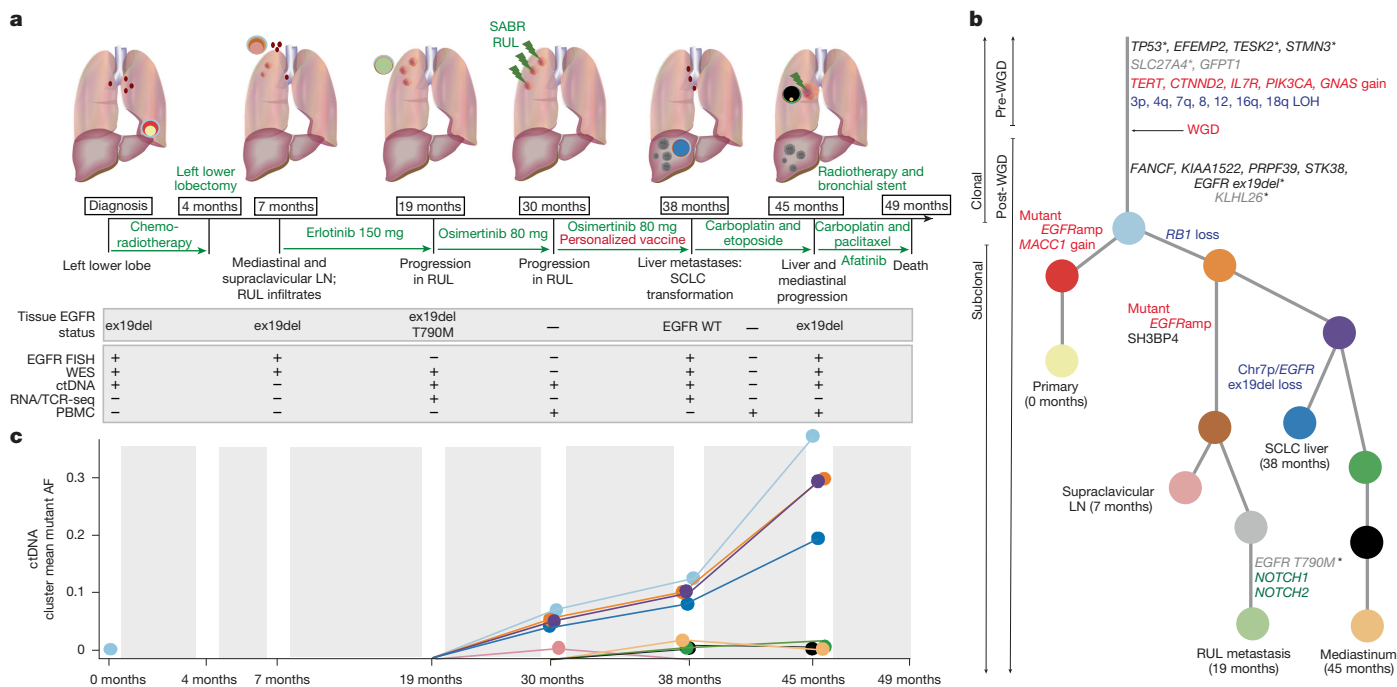 a
SABR
RUL
Left lower
lobectomy
Radiotherapy and
bronchial stent
Diagnosis
4 months
7 months
19 months
30 months
38 months
45 months
49 months
Chemo-
radiotherapy
Erlotinib 150 mg
Osimertinib 80 mg
Osimertinib 80 mg
Personalized vaccine
Carboplatin and
etoposide
Carboplatin and
paclitaxel
Afatinib
Left lower lobe
Mediastinal and
supraclavicular LN;
RUL infiltrates
Progression
in RUL
Progression
in RUL
Liver metastases:
SCLC
transformation
Liver and
mediastinal
progression
Death
Tissue EGFR
status
ex19del
ex19del
ex19del
T790M
—
EGFR WT
—
ex19del
EGFR FISH + + – – + – +
WES + + – – + – +
ctDNA + – + + + – +
RNA/TCR-seq – – + – + – –
PBMC – – – + – + +
b
Clonal
Subclonal
Pre-WGD
Post-WGD
TP53*, EFEMP2, TESK2*, STMN3*
SLC27A4*, GFPT1
TERT, CTNND2, IL7R, PIK3CA, GNAS gain
3p, 4q, 7q, 8, 12, 16q, 18q LOH
WGD
FANCF, KIAA1522, PRPF39, STK38,
EGFR ex19del*
KLHL26*
Mutant
EGFRamp
MACC1 gain
RB1 loss
Mutant
EGFRamp
SH3BP4
Chr7p/EGFR
ex19del loss
Primary
(0 months)
SCLC liver
(38 months)
Supraclavicular
LN (7 months)
EGFR T790M*
NOTCH1
NOTCH2
RUL metastasis
(19 months)
Mediastinum
(45 months)
c
ctDNA
cluster mean mutant AF
0.3
0.2
0.1
0
0 months
4 months
7 months
19 months
30 months
38 months
45 months
49 months